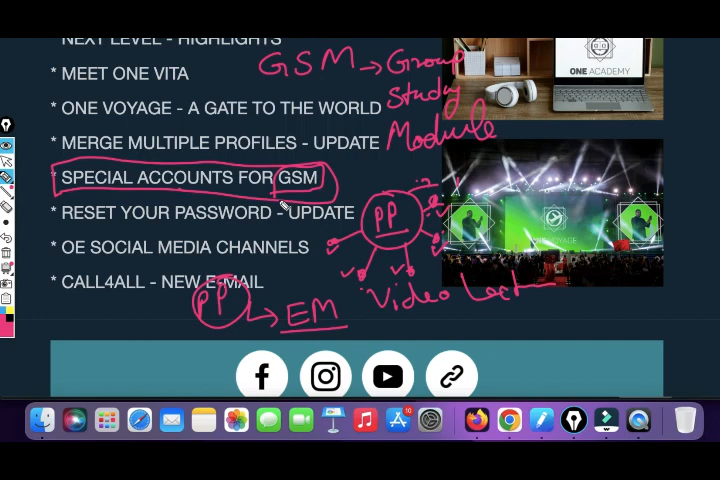 NEXT LEVEL - HIGHLIGHTS
GSM → Group
Study
Module
* MEET ONE VITA
* ONE VOYAGE - A GATE TO THE WORLD
* MERGE MULTIPLE PROFILES - UPDATE
* SPECIAL ACCOUNTS FOR GSM
* RESET YOUR PASSWORD - UPDATE
* OE SOCIAL MEDIA CHANNELS
* CALL4ALL - NEW E-MAIL
PP
PP
EM
Video Lect
ONE ACADEMY